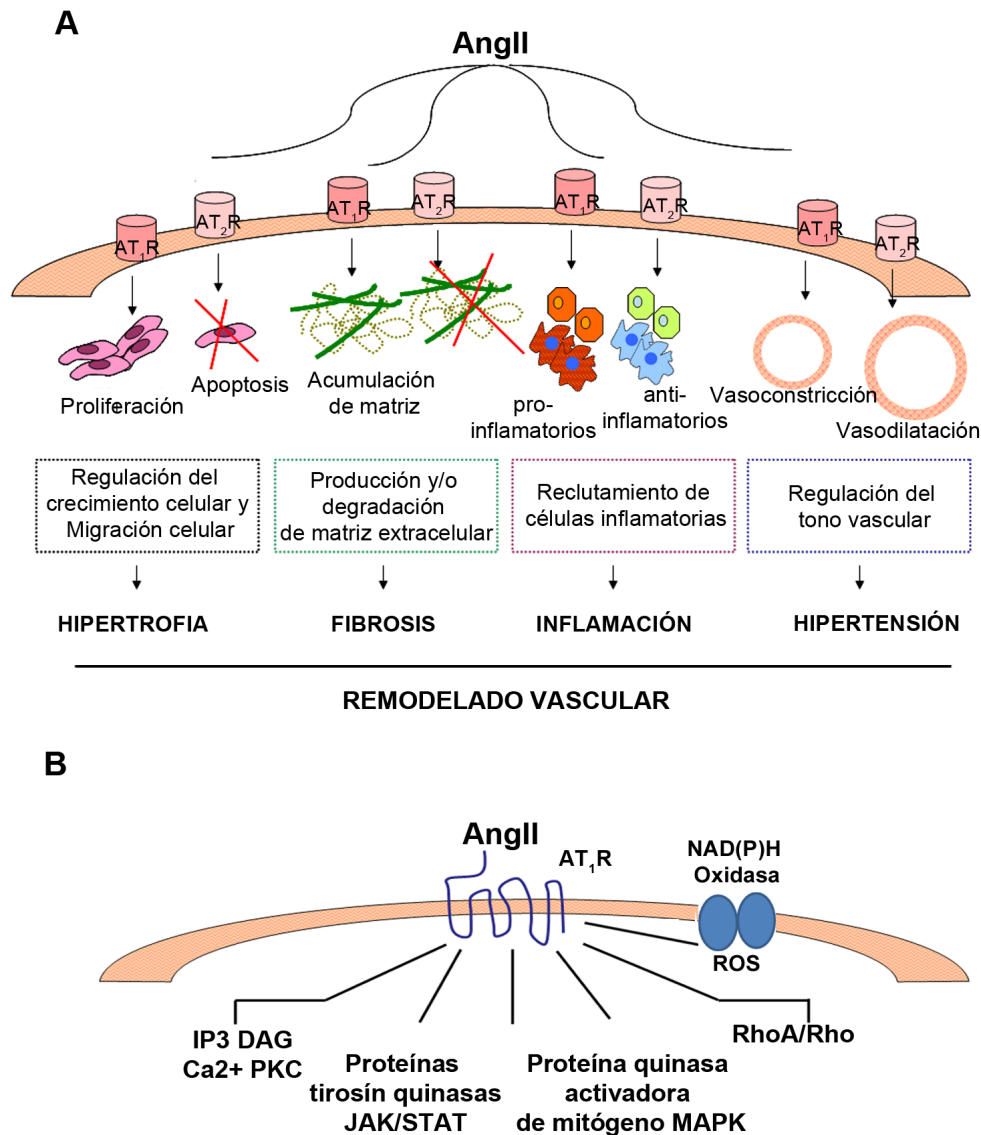 A
AngII
AT1R
AT2R
AT1R
AT2R
AT1R
AT2R
AT1R
AT2R
Proliferación
Apoptosis
Acumulación
de matriz
pro-
inflamatorios
anti-
inflamatorios
Vasoconstricción
Vasodilatación
Regulación del
crecimiento celular y
Migración celular
Producción y/o
degradación
de matriz extracelular
Reclutamiento de
células inflamatorias
Regulación del
tono vascular
HIPERTROFIA
FIBROSIS
INFLAMACIÓN
HIPERTENSIÓN
REMODELADO VASCULAR
B
AngII
AT1R
NAD(P)H
Oxidasa
ROS
IP3 DAG
Ca2+ PKC
Proteínas
tirosín quinasas
JAK/STAT
Proteína quinasa
activadora
de mitógeno MAPK
RhoA/Rho